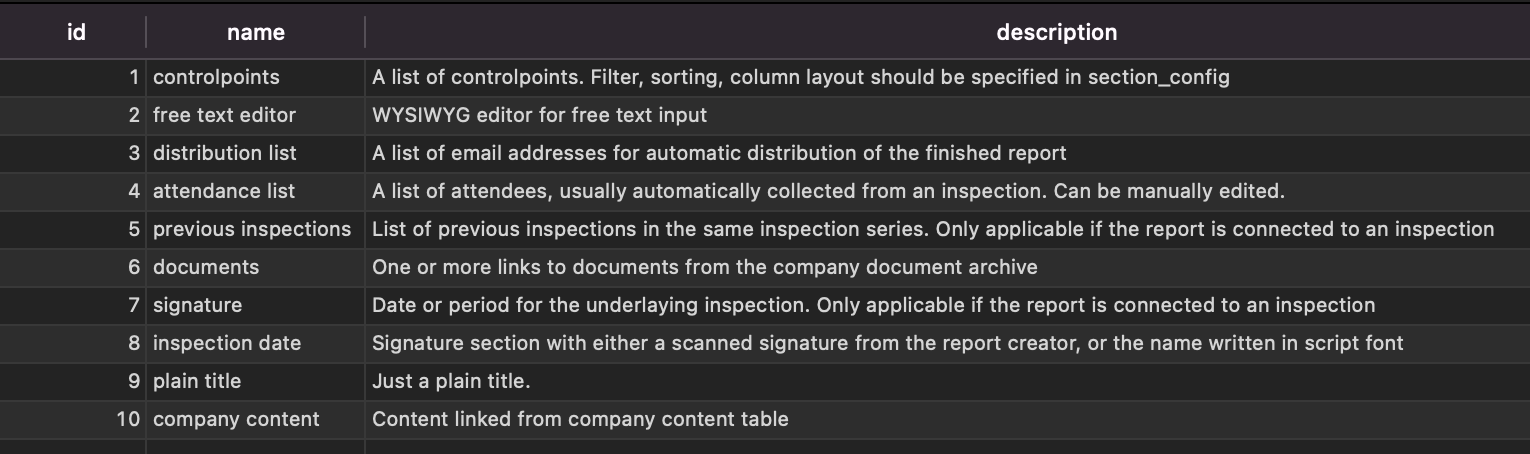 id name description
1 controlpoints A list of controlpoints. Filter, sorting, column layout should be specified in section_config
2 free text editor WYSIWYG editor for free text input
3 distribution list A list of email addresses for automatic distribution of the finished report
4 attendance list A list of attendees, usually automatically collected from an inspection. Can be manually edited.
5 previous inspections List of previous inspections in the same inspection series. Only applicable if the report is connected to an inspection
6 documents One or more links to documents from the company document archive
7 signature Date or period for the underlaying inspection. Only applicable if the report is connected to an inspection
8 inspection date Signature section with either a scanned signature from the report creator, or the name written in script font
9 plain title Just a plain title.
10 company content Content linked from company content table